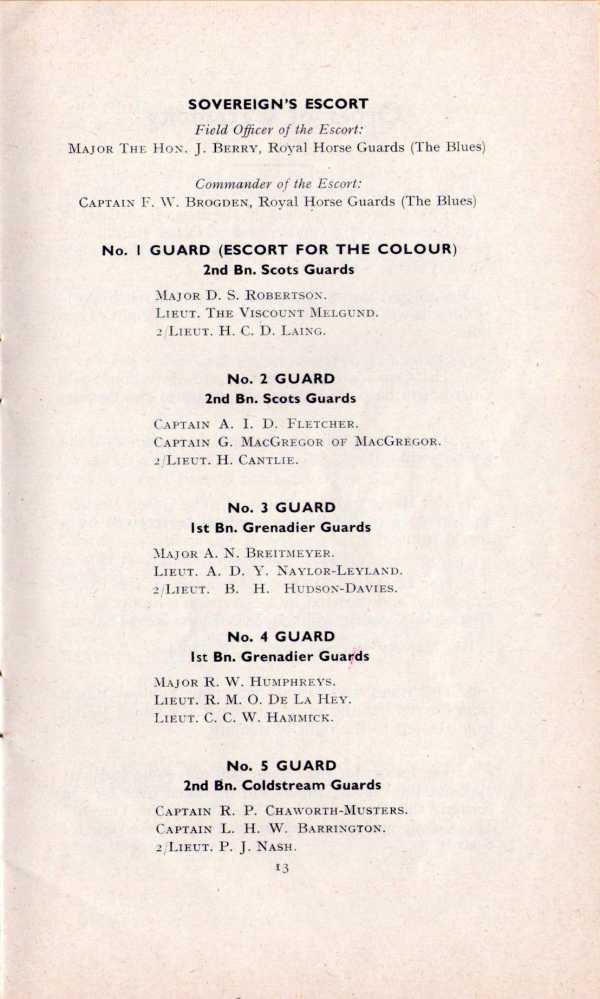 SOVEREIGN'S ESCORT
Field Officer of the Escort:
MAJOR THE HON. J. BERRY, Royal Horse Guards (The Blues)
Commander of the Escort:
CAPTAIN F. W. BROGDEN, Royal Horse Guards (The Blues)
No. 1 GUARD (ESCORT FOR THE COLOUR)
2nd Bn. Scots Guards
MAJOR D. S. ROBERTSON.
LIEUT. THE VISCOUNT MELGUND.
2/LIEUT. H. C. D. LAING.
No. 2 GUARD
2nd Bn. Scots Guards
CAPTAIN A. I. D. FLETCHER.
CAPTAIN G. MACGREGOR OF MACGREGOR.
2/LIEUT. H. CANTLIE.
No. 3 GUARD
1st Bn. Grenadier Guards
MAJOR A. N. BREITMEYER.
LIEUT. A. D. Y. NAYLOR-LEYLAND.
2/LIEUT. B. H. HUDSON-DAVIES.
No. 4 GUARD
1st Bn. Grenadier Guards
MAJOR R. W. HUMPHREYS.
LIEUT. R. M. O. DE LA HEY.
LIEUT. C. C. W. HAMMICK.
No. 5 GUARD
2nd Bn. Coldstream Guards
CAPTAIN R. P. CHAWORTH-MUSTERS.
CAPTAIN L. H. W. BARRINGTON.
2/LIEUT. P. J. NASH.
13